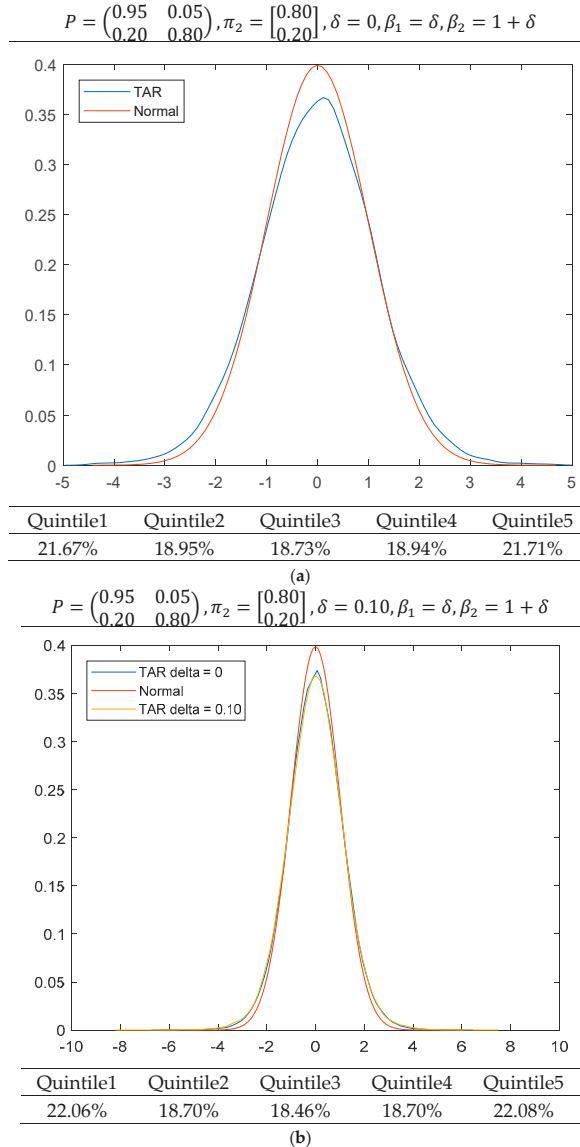 P = (0.95 0.05
0.20 0.80), π₂ = [0.80
0.20], δ = 0, β₁ = δ, β₂ = 1 + δ
0.4
0.35
0.3
0.25
0.2
0.15
0.1
0.05
0
TAR
Normal
-5 -4 -3 -2 -1 0 1 2 3 4 5
Quintile1 Quintile2 Quintile3 Quintile4 Quintile5
21.67% 18.95% 18.73% 18.94% 21.71%
(a)
P = (0.95 0.05
0.20 0.80), π₂ = [0.80
0.20], δ = 0.10, β₁ = δ, β₂ = 1 + δ
0.4
0.35
0.3
0.25
0.2
0.15
0.1
0.05
0
TAR delta = 0
Normal
TAR delta = 0.10
-10 -8 -6 -4 -2 0 2 4 6 8 10
Quintile1 Quintile2 Quintile3 Quintile4 Quintile5
22.06% 18.70% 18.46% 18.70% 22.08%
(b)